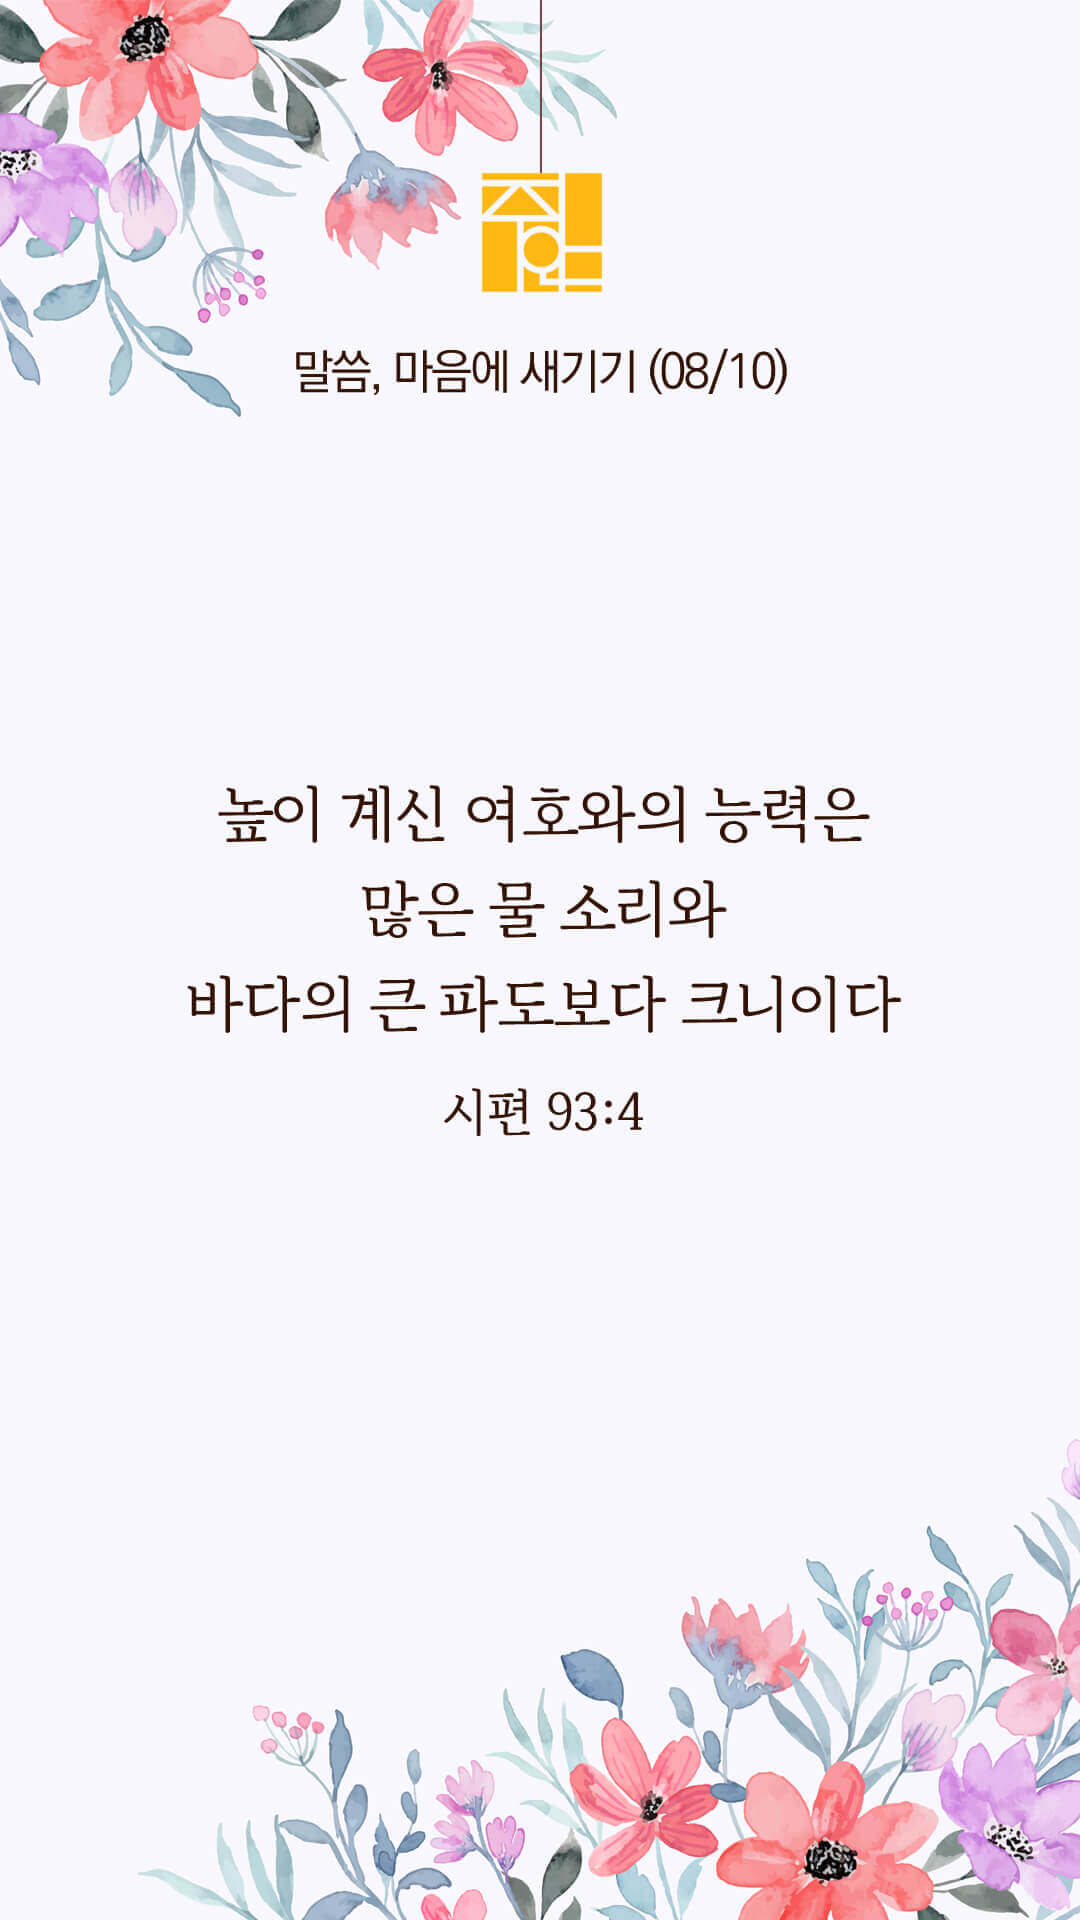 주인
말씀, 마음에 새기기 (08/10)
높이 계신 여호와의 능력은
많은 물 소리와
바다의 큰 파도보다 크니이다
시편 93:4